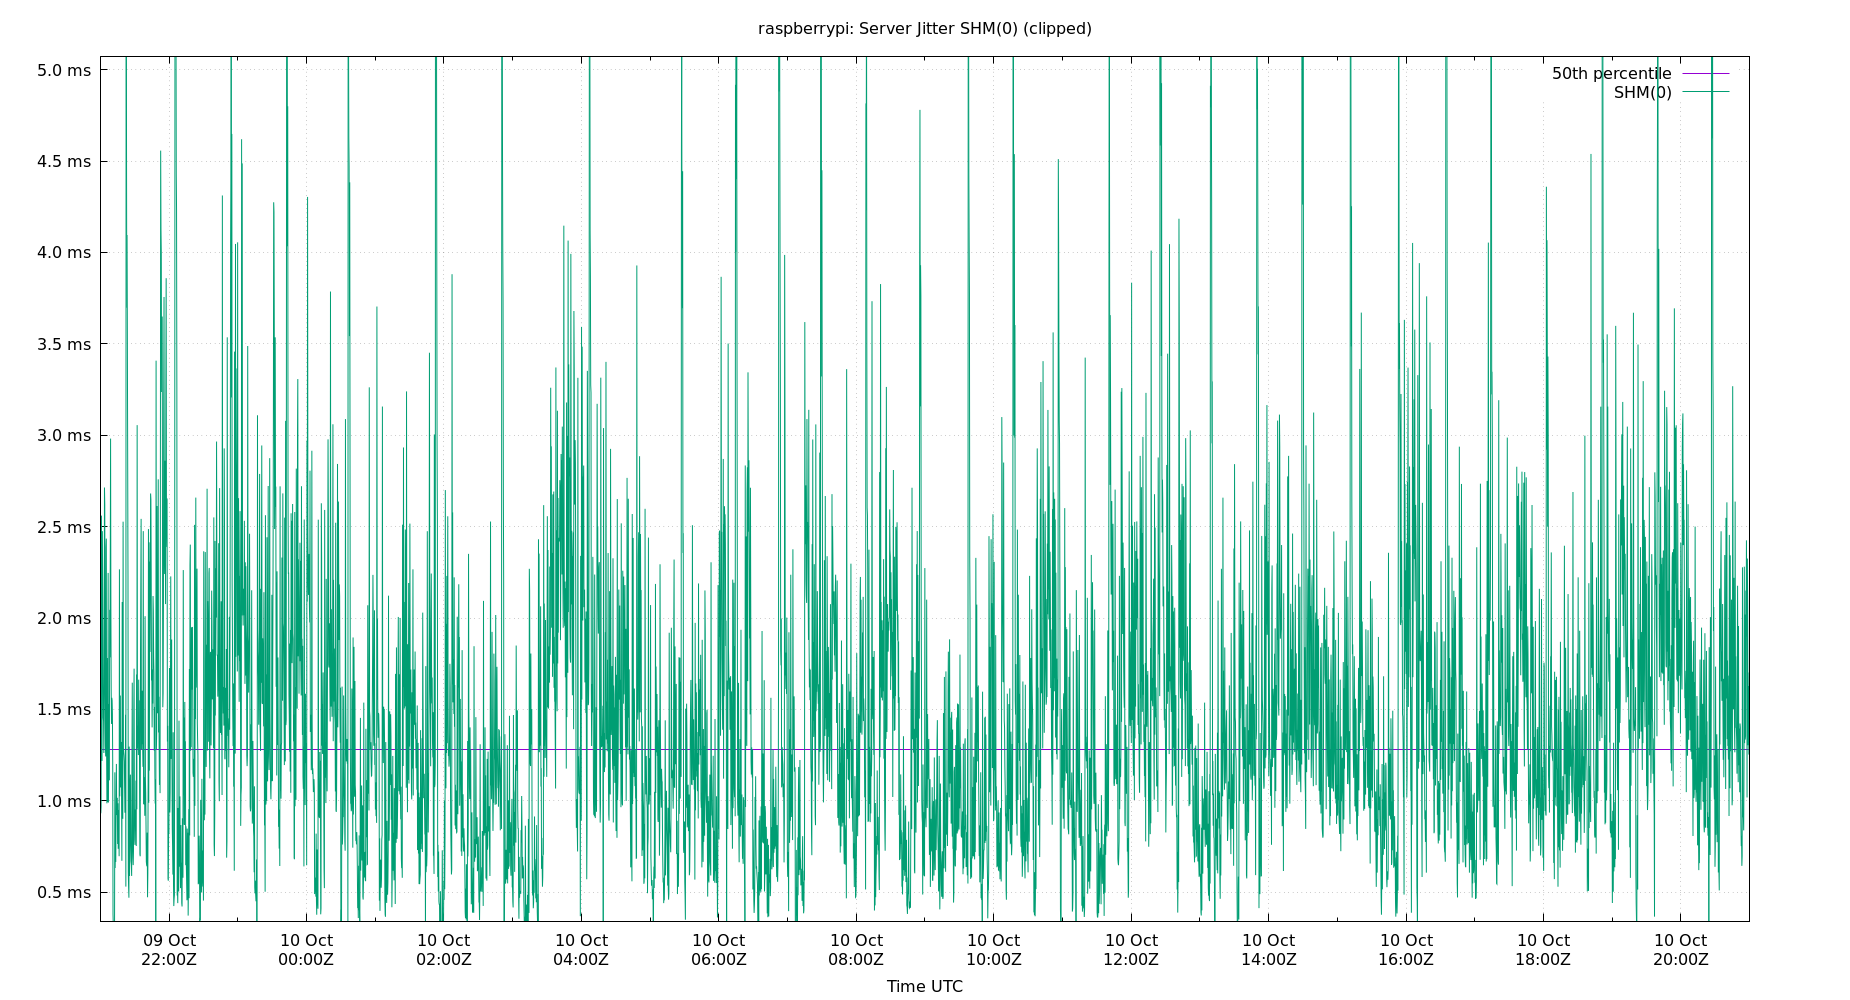 raspberrypi: Server Jitter SHM(0) (clipped)
50th percentile
SHM(0)
5.0 ms
4.5 ms
4.0 ms
3.5 ms
3.0 ms
2.5 ms
2.0 ms
1.5 ms
1.0 ms
0.5 ms
09 Oct 10 Oct 10 Oct 10 Oct 10 Oct 10 Oct 10 Oct 10 Oct 10 Oct 10 Oct 10 Oct 10 Oct
22:00Z 00:00Z 02:00Z 04:00Z 06:00Z 08:00Z 10:00Z 12:00Z 14:00Z 16:00Z 18:00Z 20:00Z
Time UTC